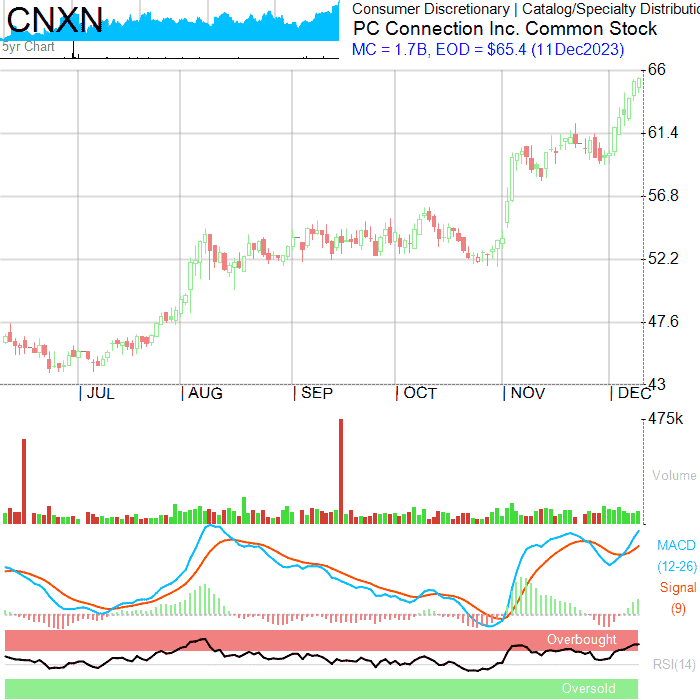 CNXN
5yr Chart
Consumer Discretionary | Catalog/Specialty Distributic
PC Connection Inc. Common Stock
MC = 1.7B, EOD = $65.4 (11Dec2023)
66
61.4
56.8
52.2
47.6
43
| JUL | AUG | SEP | OCT | NOV | DEC
475k
Volume
MACD
(12-26)
Signal
(9)
Overbought
RSI(14)
Oversold